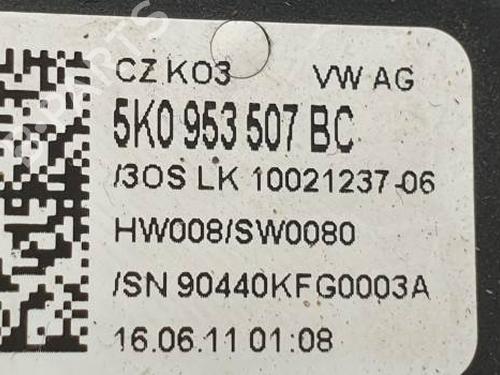 CZ K03 VW AG
5K0 953 507 BC
/3OS LK 10021237-06
HW008/SW0080
/SN 90440KFG0003A
16.06.11 01:08